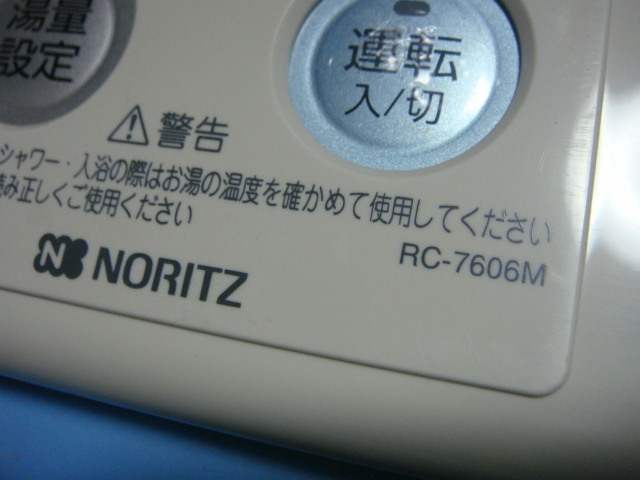 湯量
設定
運転
入/切
警告
シャワー・入浴の際はお湯の温度を確かめて使用してください
み正しくご使用ください
NORITZ
RC-7606M